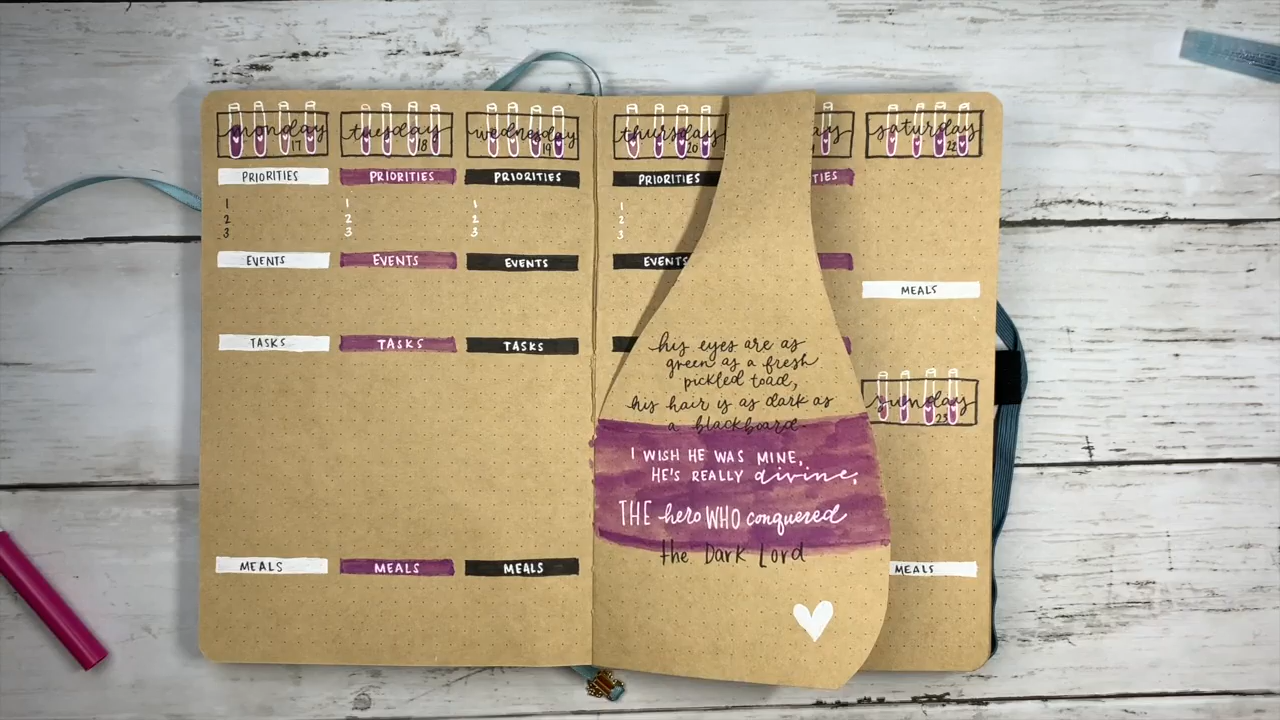 monday 17
PRIORITIES
1
2
3
EVENTS
TASKS
MEALS
tuesday 18
PRIORITIES
1
2
3
EVENTS
TASKS
MEALS
wednesday 19
PRIORITIES
1
2
3
EVENTS
TASKS
MEALS
thursday 20
PRIORITIES
1
2
3
EVENTS
his eyes are as
green as a fresh
pickled toad,
his hair is as dark as
a blackboard.
I WISH HE WAS MINE,
HE'S REALLY divine,
THE hero WHO conquered
the Dark Lord
ay
TIES
saturday 22
MEALS
sunday 23
MEALS